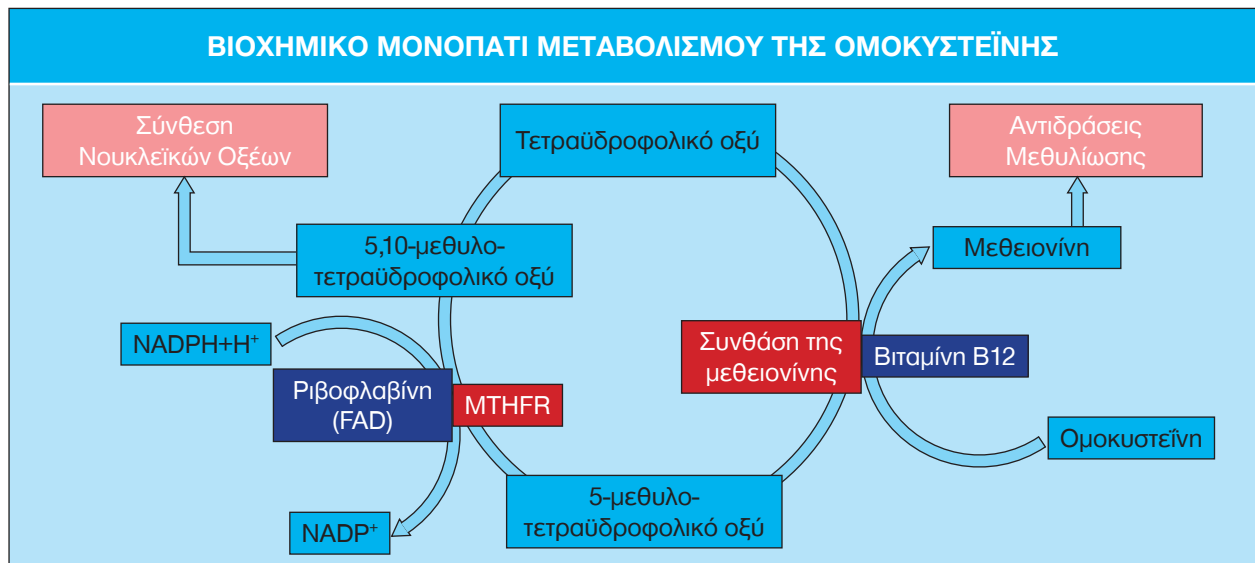 ΒΙΟΧΗΜΙΚΟ ΜΟΝΟΠΑΤΙ ΜΕΤΑΒΟΛΙΣΜΟΥ ΤΗΣ ΟΜΟΚΥΣΤΕΪΝΗΣ
Σύνθεση
Νουκλεϊκών Οξέων
Τετραϋδροφολικό οξύ
Αντιδράσεις
Μεθυλίωσης
5,10-μεθυλο-
τετραϋδροφολικό οξύ
Μεθειονίνη
NADPH+H⁺
Συνθάση της
μεθειονίνης
Βιταμίνη B12
Ριβοφλαβίνη
(FAD)
MTHFR
Ομοκυστεΐνη
5-μεθυλο-
τετραϋδροφολικό οξύ
NADP⁺